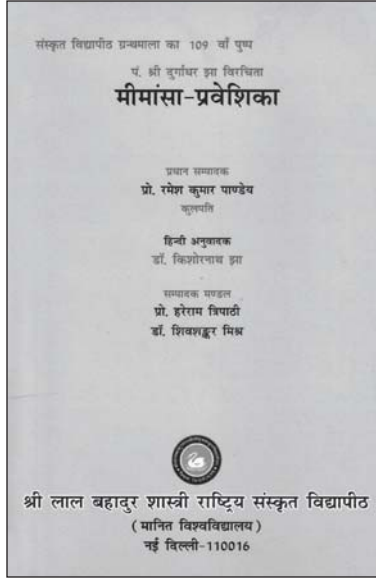 संस्कृत विद्यापीठ ग्रन्थमाला का 109 वाँ पुष्प
पं. श्री दुर्गाधर झा विरचिता
मीमांसा-प्रवेशिका
प्रधान सम्पादक
प्रो. रमेश कुमार पाण्डेय
कुलपति
हिन्दी अनुवादक
डॉ. किशोरनाथ झा
सम्पादक मण्डल
प्रो. हरेराम त्रिपाठी
डॉ. शिवशङ्कर मिश्र
श्री लाल बहादुर शास्त्री राष्ट्रिय संस्कृत विद्यापीठ
( मानित विश्वविद्यालय )
नई दिल्ली-110016